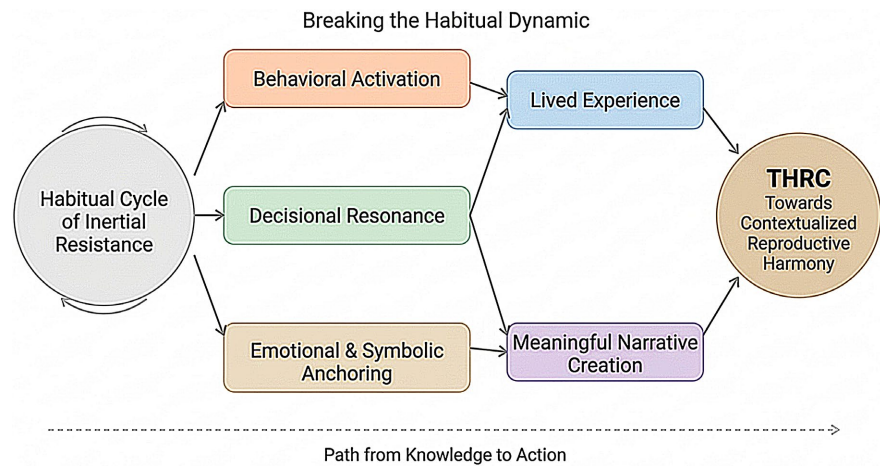 Breaking the Habitual Dynamic
Behavioral Activation
Lived Experience
Habitual Cycle
of Inertial
Resistance
Decisional Resonance
THRC
Towards
Contextualized
Reproductive
Harmony
Emotional & Symbolic
Anchoring
Meaningful Narrative
Creation
Path from Knowledge to Action